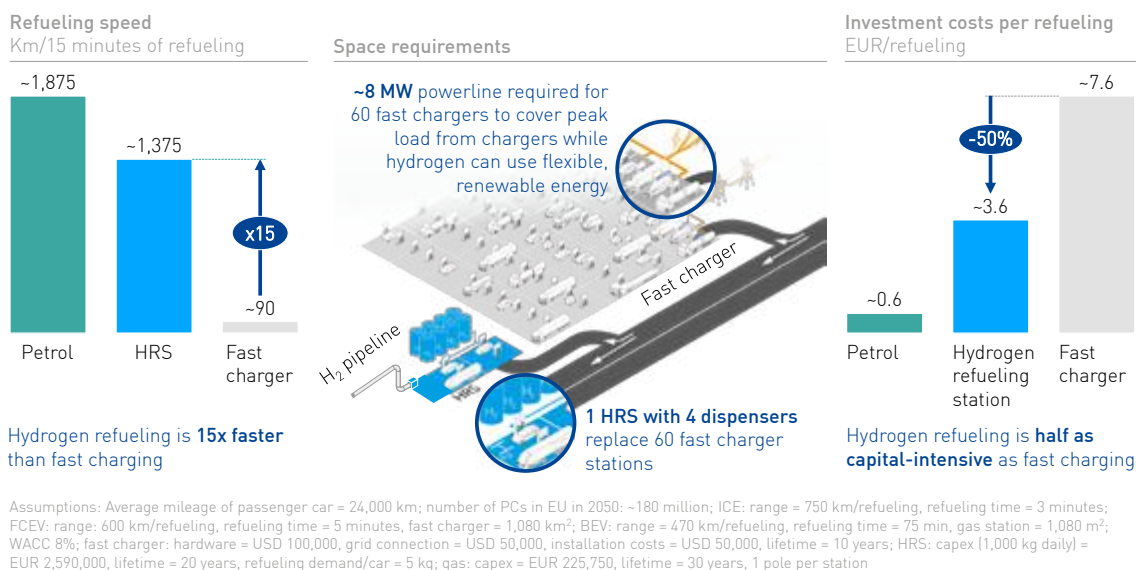 Refueling speed
Km/15 minutes of refueling
~1,875
~1,375
x15
~90
Petrol
HRS
Fast
charger
Hydrogen refueling is 15x faster
than fast charging
Space requirements
~8 MW powerline required for
60 fast chargers to cover peak
load from chargers while
hydrogen can use flexible,
renewable energy
Fast charger
H2 pipeline
HRS
1 HRS with 4 dispensers
replace 60 fast charger
stations
Investment costs per refueling
EUR/refueling
~7.6
-50%
~3.6
~0.6
Petrol
Hydrogen
refueling
station
Fast
charger
Hydrogen refueling is half as
capital-intensive as fast charging
Assumptions: Average mileage of passenger car = 24,000 km; number of PCs in EU in 2050: ~180 million; ICE: range = 750 km/refueling, refueling time = 3 minutes;
FCEV: range: 600 km/refueling, refueling time = 5 minutes, fast charger = 1,080 km²; BEV: range = 470 km/refueling, refueling time = 75 min, gas station = 1,080 m²;
WACC 8%; fast charger: hardware = USD 100,000, grid connection = USD 50,000, installation costs = USD 50,000, lifetime = 10 years; HRS: capex (1,000 kg daily) =
EUR 2,590,000, lifetime = 20 years, refueling demand/car = 5 kg; gas: capex = EUR 225,750, lifetime = 30 years, 1 pole per station